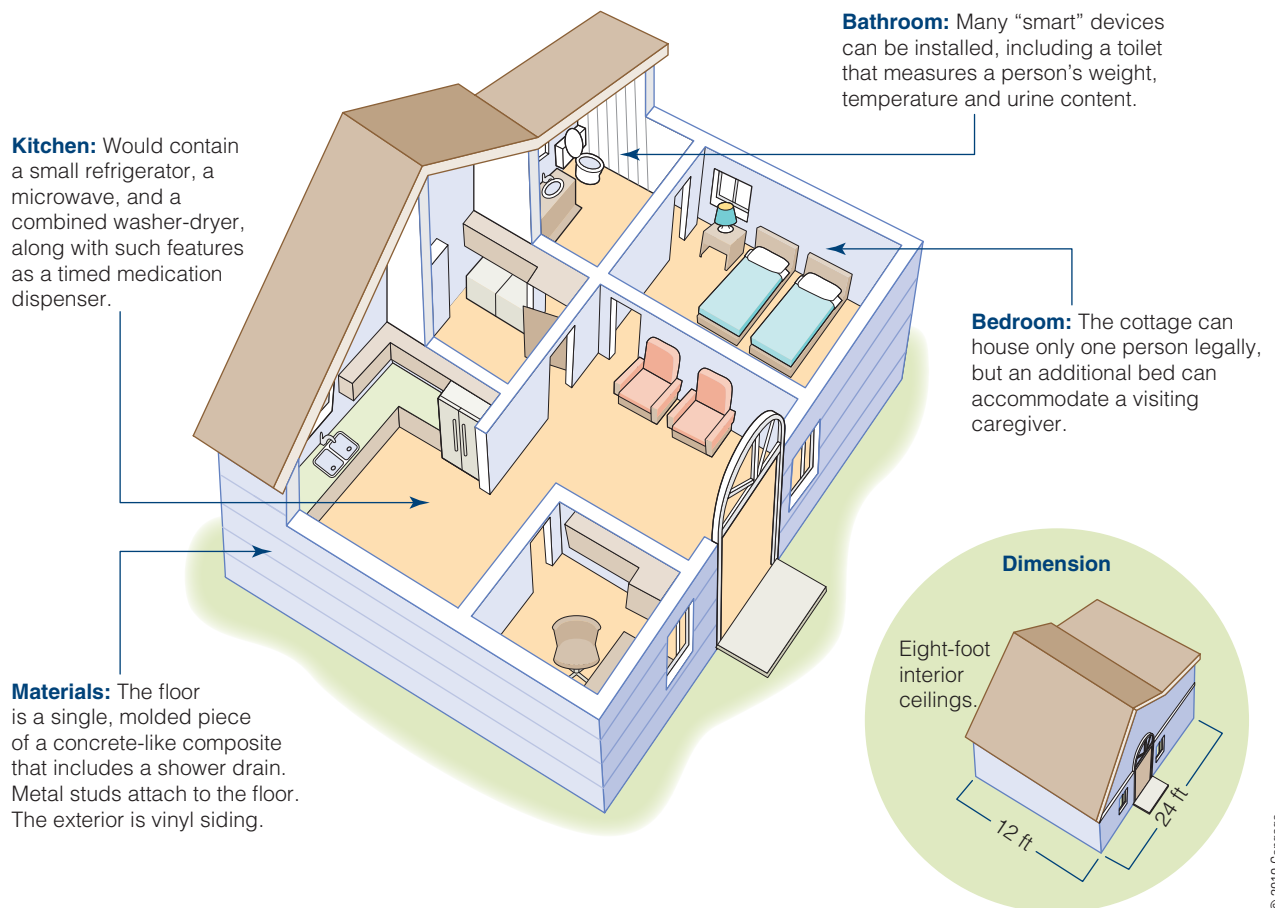 Bathroom: Many “smart” devices
can be installed, including a toilet
that measures a person’s weight,
temperature and urine content.
Kitchen: Would contain
a small refrigerator, a
microwave, and a
combined washer-dryer,
along with such features
as a timed medication
dispenser.
Bedroom: The cottage can
house only one person legally,
but an additional bed can
accommodate a visiting
caregiver.
Materials: The floor
is a single, molded piece
of a concrete-like composite
that includes a shower drain.
Metal studs attach to the floor.
The exterior is vinyl siding.
Dimension
Eight-foot
interior
ceilings.
12 ft
24 ft